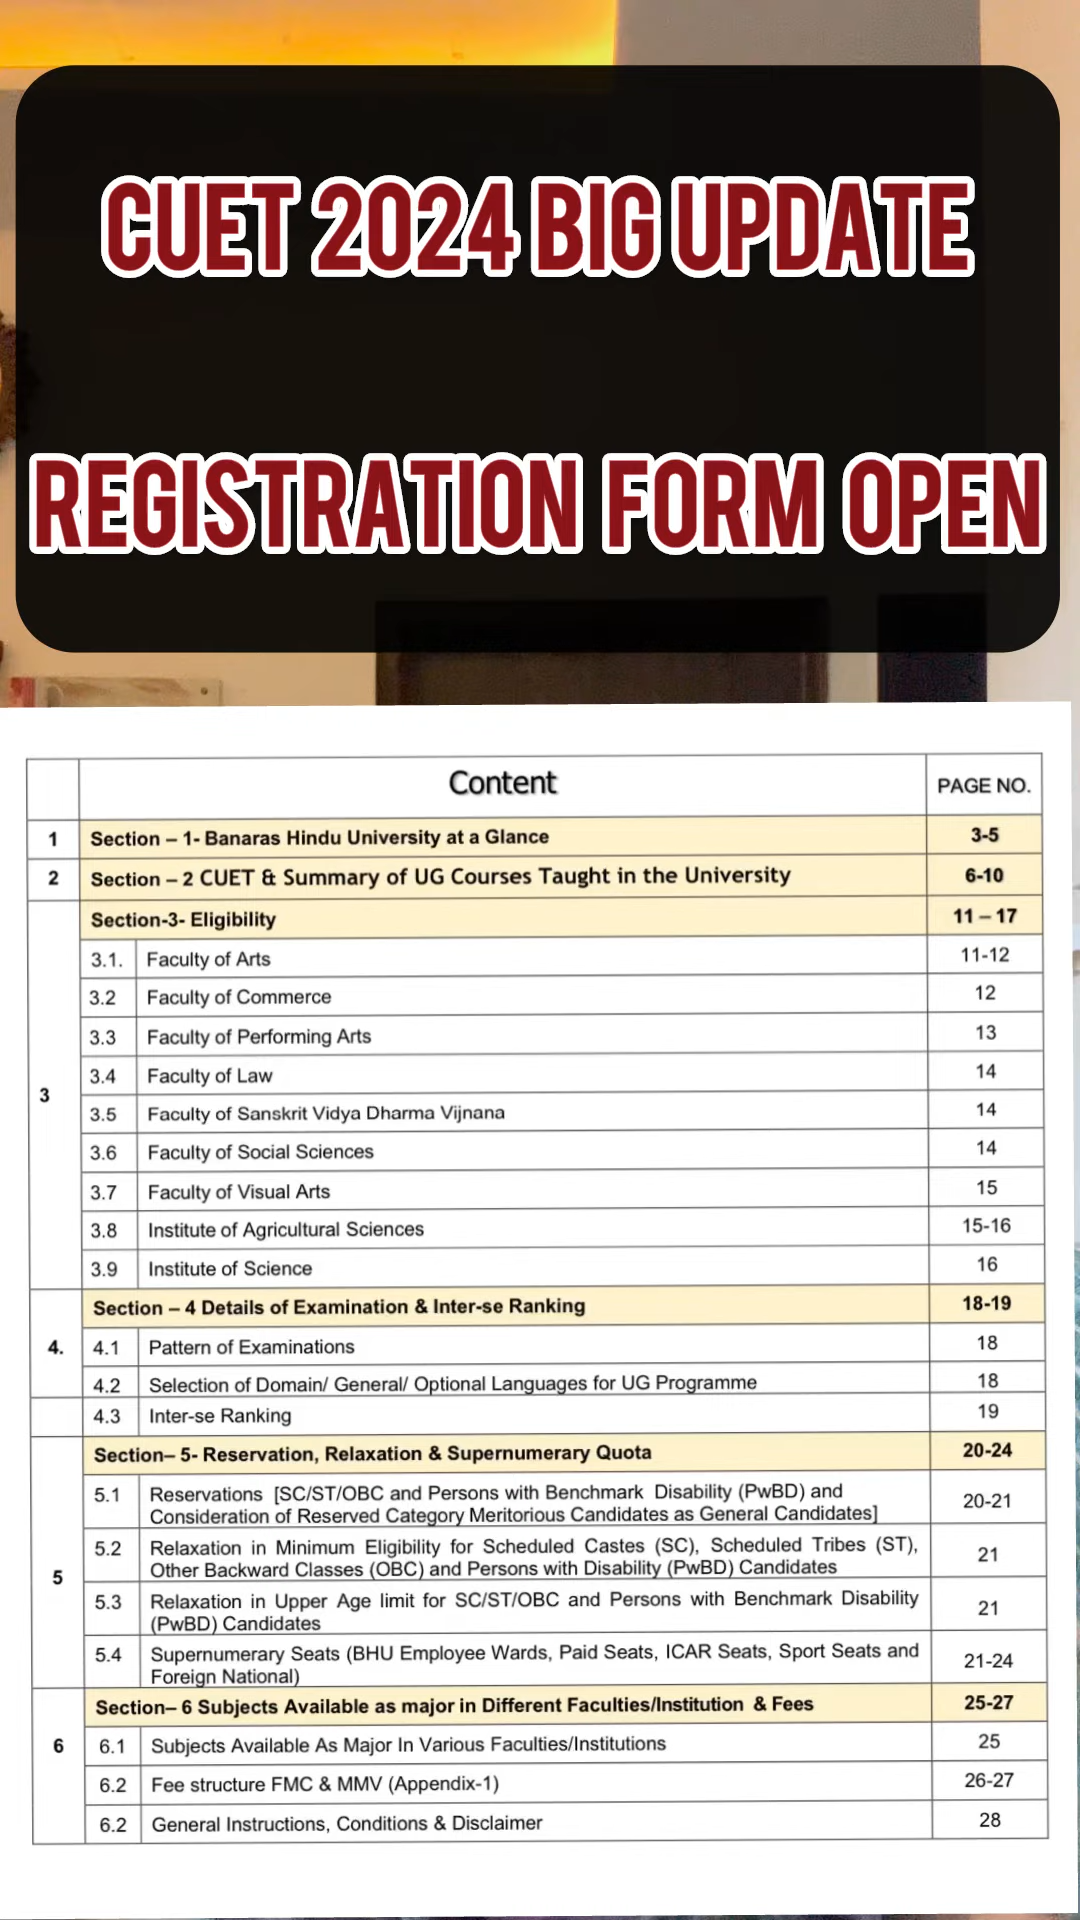 CUET 2024 BIG UPDATE
REGISTRATION FORM OPEN
Content PAGE NO.
1 Section – 1- Banaras Hindu University at a Glance 3-5
2 Section – 2 CUET & Summary of UG Courses Taught in the University 6-10
3 Section-3- Eligibility 11 – 17
3.1. Faculty of Arts 11-12
3.2 Faculty of Commerce 12
3.3 Faculty of Performing Arts 13
3.4 Faculty of Law 14
3.5 Faculty of Sanskrit Vidya Dharma Vijnana 14
3.6 Faculty of Social Sciences 14
3.7 Faculty of Visual Arts 15
3.8 Institute of Agricultural Sciences 15-16
3.9 Institute of Science 16
4. Section – 4 Details of Examination & Inter-se Ranking 18-19
4.1 Pattern of Examinations 18
4.2 Selection of Domain/ General/ Optional Languages for UG Programme 18
4.3 Inter-se Ranking 19
5 Section– 5- Reservation, Relaxation & Supernumerary Quota 20-24
5.1 Reservations [SC/ST/OBC and Persons with Benchmark Disability (PwBD) and
Consideration of Reserved Category Meritorious Candidates as General Candidates] 20-21
5.2 Relaxation in Minimum Eligibility for Scheduled Castes (SC), Scheduled Tribes (ST),
Other Backward Classes (OBC) and Persons with Disability (PwBD) Candidates 21
5.3 Relaxation in Upper Age limit for SC/ST/OBC and Persons with Benchmark Disability
(PwBD) Candidates 21
5.4 Supernumerary Seats (BHU Employee Wards, Paid Seats, ICAR Seats, Sport Seats and
Foreign National) 21-24
6 Section– 6 Subjects Available as major in Different Faculties/Institution & Fees 25-27
6.1 Subjects Available As Major In Various Faculties/Institutions 25
6.2 Fee structure FMC & MMV (Appendix-1) 26-27
6.2 General Instructions, Conditions & Disclaimer 28